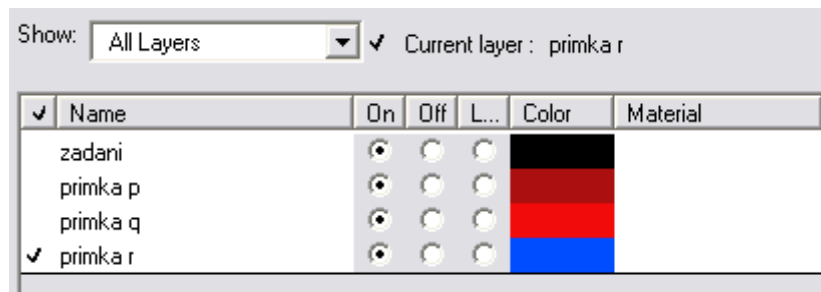 Show: All Layers Current layer : primka r
Name On Off L... Color Material
zadani
primka p
primka q
primka r